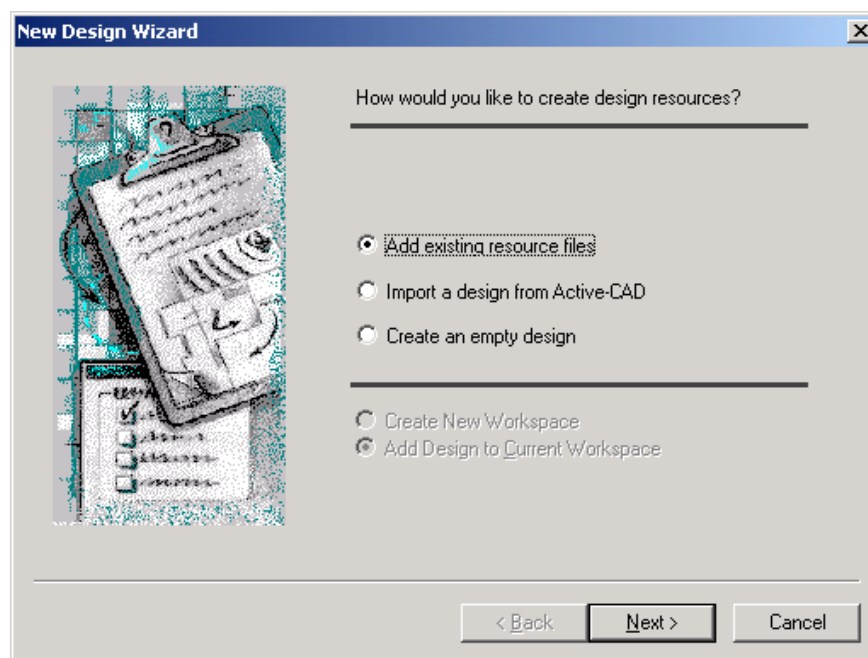 New Design Wizard
How would you like to create design resources?
Add existing resource files
Import a design from Active-CAD
Create an empty design
Create New Workspace
Add Design to Current Workspace
< Back
Next >
Cancel